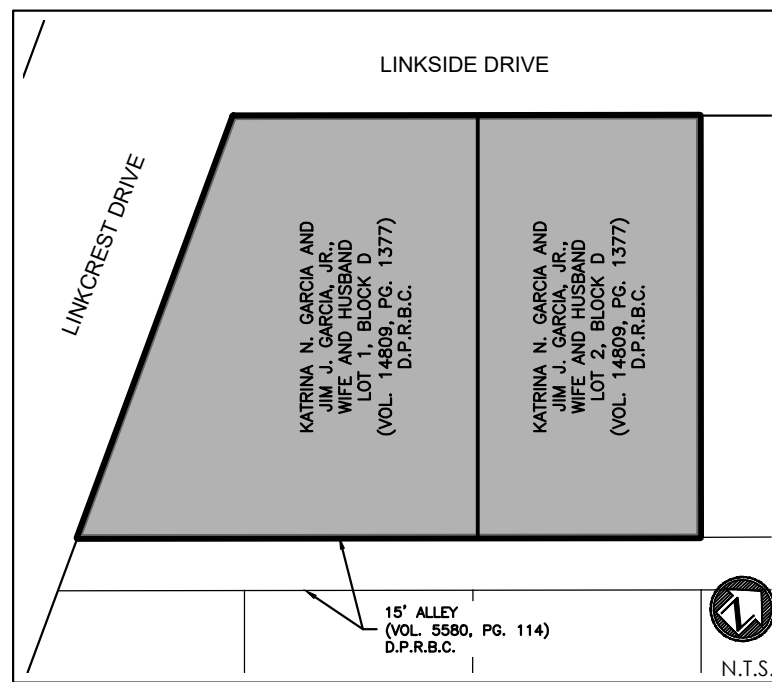 LINKSIDE DRIVE
LINKCREST DRIVE
KATRINA N. GARCIA AND
JIM J. GARCIA, JR.,
WIFE AND HUSBAND
LOT 1, BLOCK D
(VOL. 14809, PG. 1377)
D.P.R.B.C.
KATRINA N. GARCIA AND
JIM J. GARCIA, JR.,
WIFE AND HUSBAND
LOT 2, BLOCK D
(VOL. 14809, PG. 1377)
D.P.R.B.C.
15' ALLEY
(VOL. 5580, PG. 114)
D.P.R.B.C.
N
N.T.S.